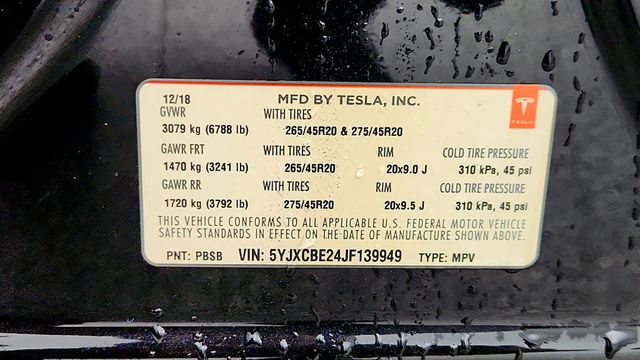 12/18 MFD BY TESLA, INC.
GVWR WITH TIRES
3079 kg (6788 lb) 265/45R20 & 275/45R20
GAWR FRT WITH TIRES RIM COLD TIRE PRESSURE
1470 kg (3241 lb) 265/45R20 20x9.0 J 310 kPa, 45 psi
GAWR RR WITH TIRES RIM COLD TIRE PRESSURE
1720 kg (3792 lb) 275/45R20 20x9.5 J 310 kPa, 45 psi
THIS VEHICLE CONFORMS TO ALL APPLICABLE U.S. FEDERAL MOTOR VEHICLE
SAFETY STANDARDS IN EFFECT ON THE DATE OF MANUFACTURE SHOWN ABOVE.
PNT: PBSB VIN: 5YJXCBE24JF139949 TYPE: MPV
TESLA